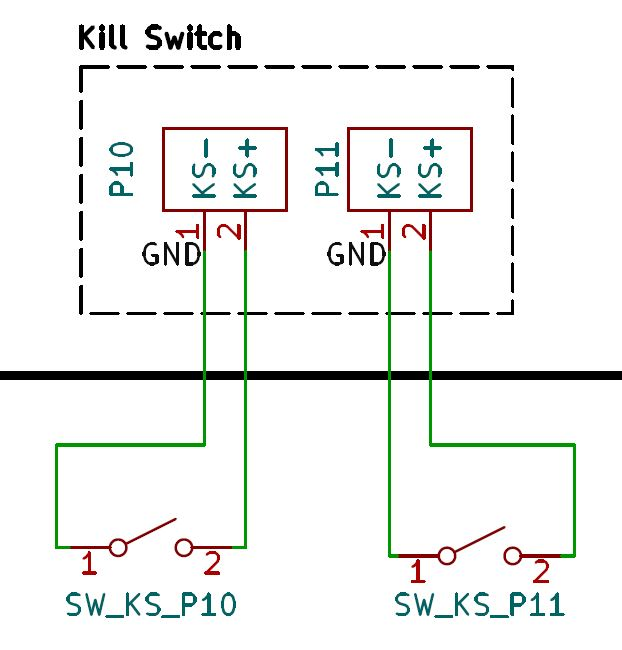 Kill Switch
P10
KS-
KS+
P11
KS-
KS+
1
2
1
2
GND
GND
1
2
1
2
SW_KS_P10
SW_KS_P11